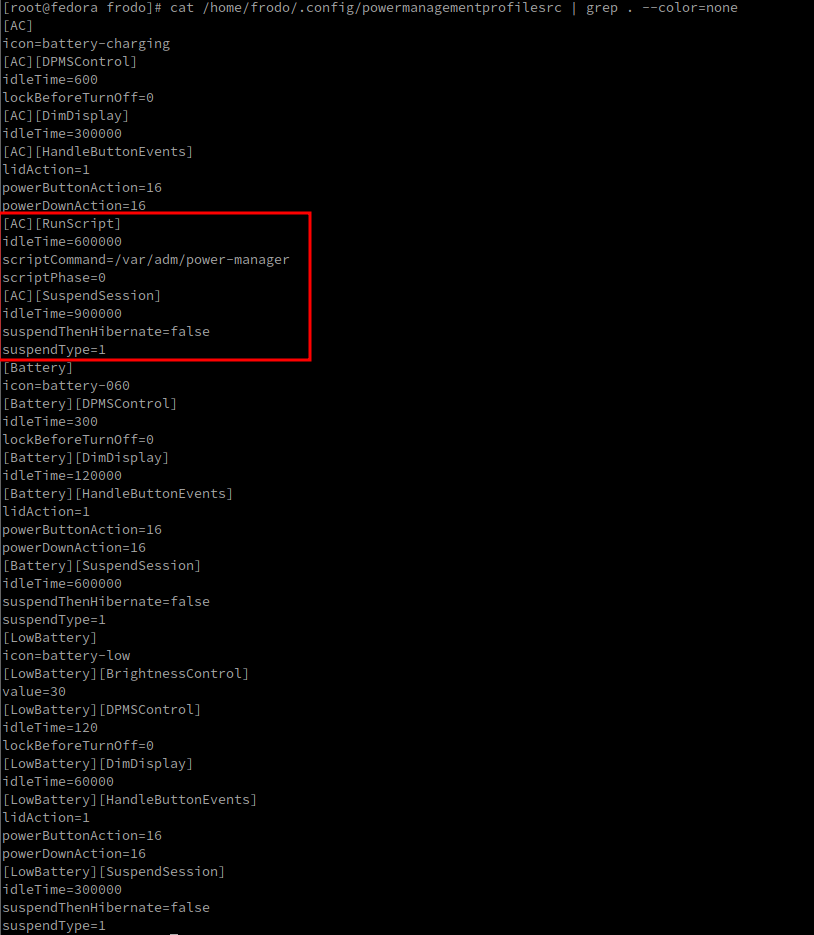 [root@fedora frodo]# cat /home/frodo/.config/powermanagementprofilesrc | grep . --color=none
[AC]
icon=battery-charging
[AC][DPMSControl]
idleTime=600
lockBeforeTurnOff=0
[AC][DimDisplay]
idleTime=300000
[AC][HandleButtonEvents]
lidAction=1
powerButtonAction=16
powerDownAction=16
[AC][RunScript]
idleTime=600000
scriptCommand=/var/adm/power-manager
scriptPhase=0
[AC][SuspendSession]
idleTime=900000
suspendThenHibernate=false
suspendType=1
[Battery]
icon=battery-060
[Battery][DPMSControl]
idleTime=300
lockBeforeTurnOff=0
[Battery][DimDisplay]
idleTime=120000
[Battery][HandleButtonEvents]
lidAction=1
powerButtonAction=16
powerDownAction=16
[Battery][SuspendSession]
idleTime=600000
suspendThenHibernate=false
suspendType=1
[LowBattery]
icon=battery-low
[LowBattery][BrightnessControl]
value=30
[LowBattery][DPMSControl]
idleTime=120
lockBeforeTurnOff=0
[LowBattery][DimDisplay]
idleTime=60000
[LowBattery][HandleButtonEvents]
lidAction=1
powerButtonAction=16
powerDownAction=16
[LowBattery][SuspendSession]
idleTime=300000
suspendThenHibernate=false
suspendType=1